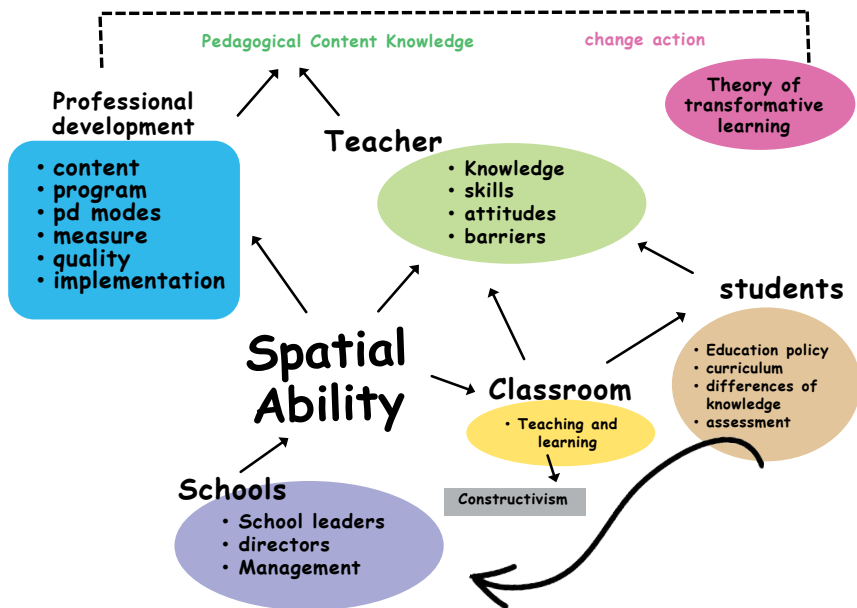 Pedagogical Content Knowledge
change action
Professional
development
• content
• program
• pd modes
• measure
• quality
• implementation
Teacher
• Knowledge
• skills
• attitudes
• barriers
Theory of
transformative
learning
students
• Education policy
• curriculum
• differences of
knowledge
• assessment
Spatial
Ability
Classroom
• Teaching and
learning
Constructivism
Schools
• School leaders
• directors
• Management